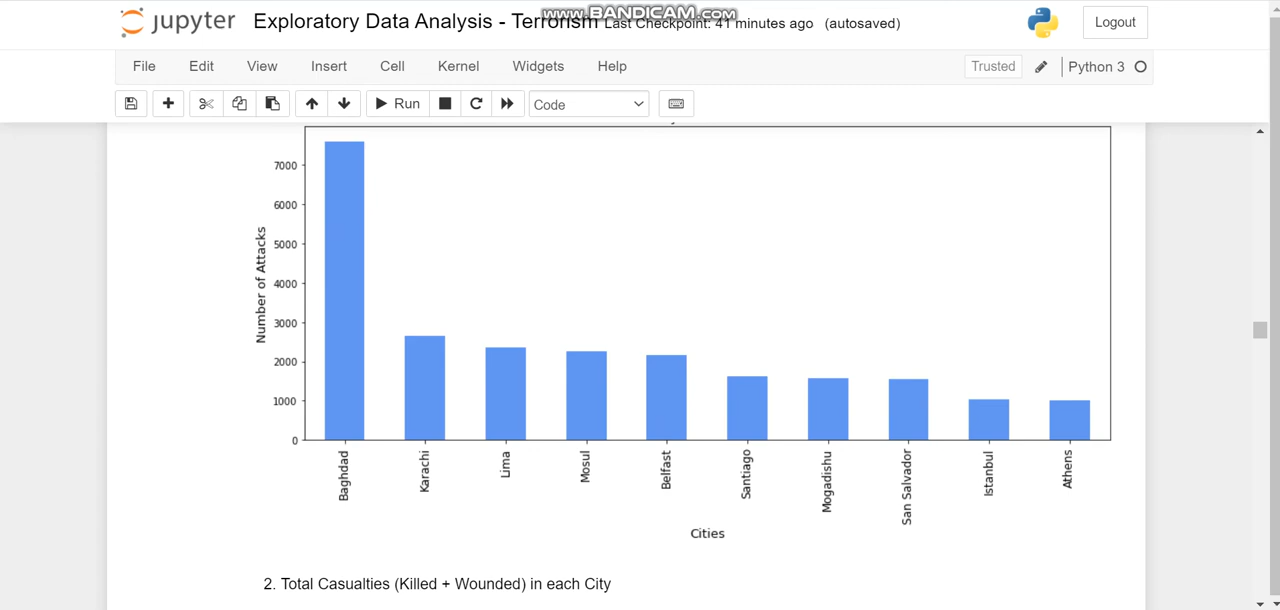 www.BANDICAM.com
jupyter Exploratory Data Analysis - Terrorism Last Checkpoint: 41 minutes ago (autosaved) Logout
File Edit View Insert Cell Kernel Widgets Help Trusted Python 3
Run Code
7000
6000
5000
4000
3000
2000
1000
0
Number of Attacks
Baghdad Karachi Lima Mosul Belfast Santiago Mogadishu San Salvador Istanbul Athens
Cities
2. Total Casualties (Killed + Wounded) in each City